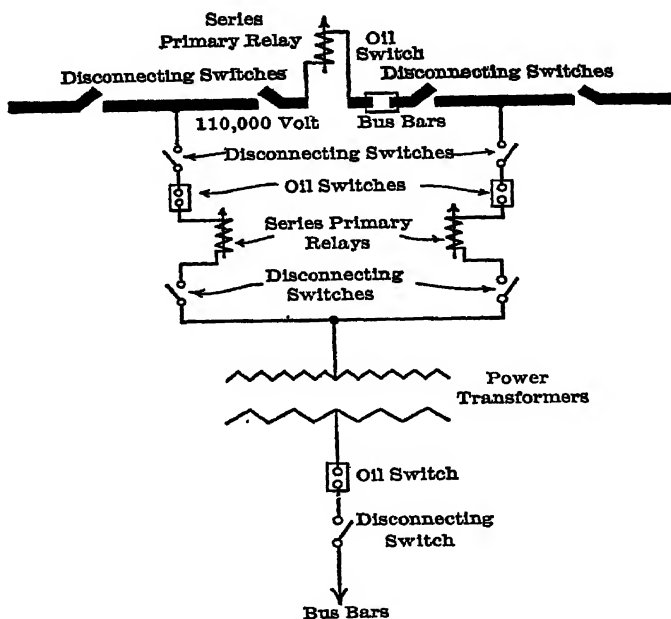 Series
Primary Relay
Oil
Switch
Disconnecting Switches
Disconnecting Switches
110,000 Volt
Bus Bars
Disconnecting Switches
Oil Switches
Series Primary
Relays
Disconnecting
Switches
Power
Transformers
Oil Switch
Disconnecting
Switch
Bus Bars